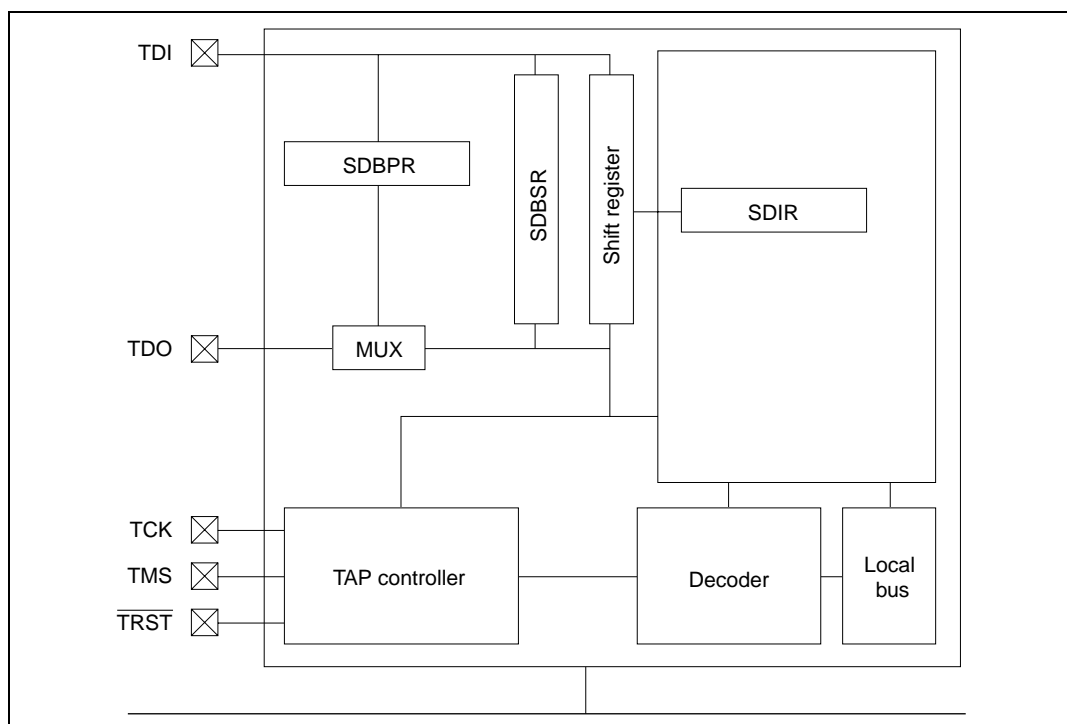 TDI
SDBPR
SDBSR
Shift register
SDIR
TDO
MUX
TCK
TMS
TRST
TAP controller
Decoder
Local
bus